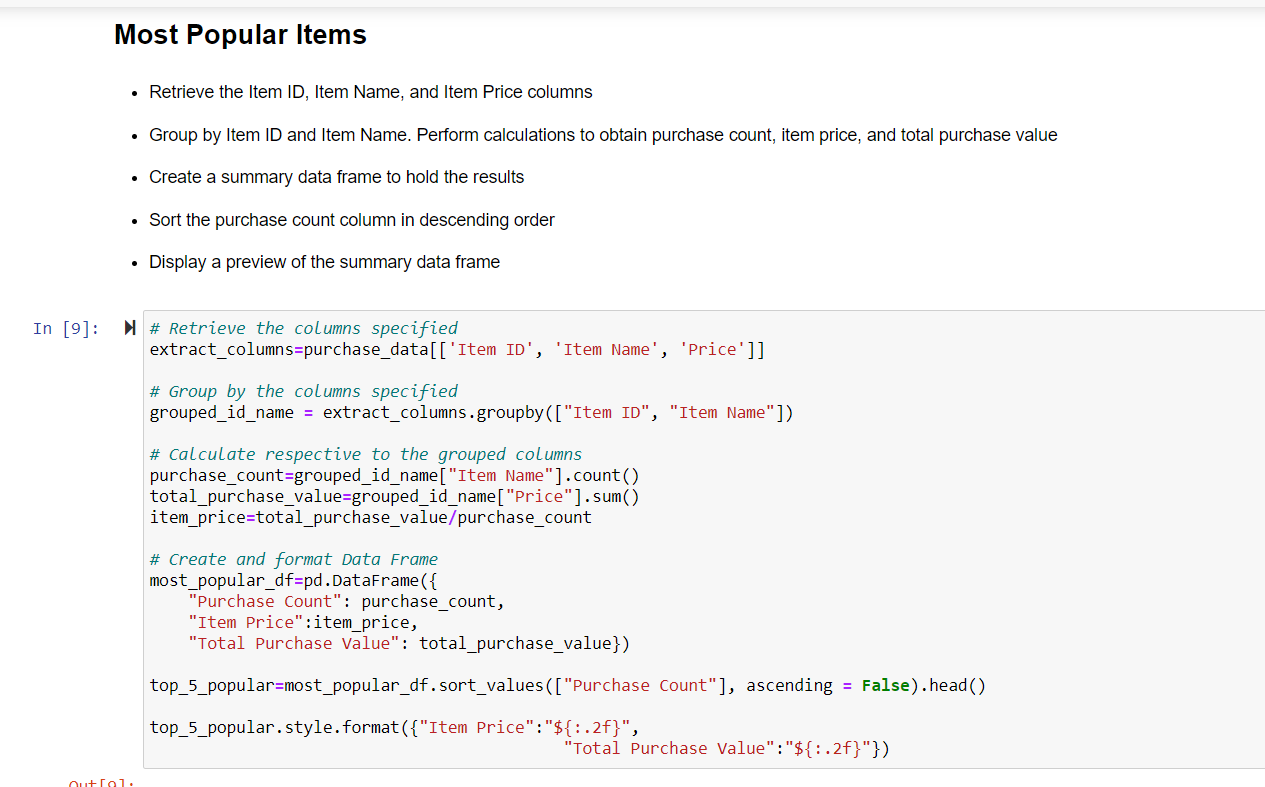 Most Popular Items
• Retrieve the Item ID, Item Name, and Item Price columns
• Group by Item ID and Item Name. Perform calculations to obtain purchase count, item price, and total purchase value
• Create a summary data frame to hold the results
• Sort the purchase count column in descending order
• Display a preview of the summary data frame
In [9]:
# Retrieve the columns specified
extract_columns=purchase_data[['Item ID', 'Item Name', 'Price']]
# Group by the columns specified
grouped_id_name = extract_columns.groupby(["Item ID", "Item Name"])
# Calculate respective to the grouped columns
purchase_count=grouped_id_name["Item Name"].count()
total_purchase_value=grouped_id_name["Price"].sum()
item_price=total_purchase_value/purchase_count
# Create and format Data Frame
most_popular_df=pd.DataFrame({
    "Purchase Count": purchase_count,
    "Item Price":item_price,
    "Total Purchase Value": total_purchase_value})
top_5_popular=most_popular_df.sort_values(["Purchase Count"], ascending = False).head()
top_5_popular.style.format({"Item Price":"${:.2f}",
                                           "Total Purchase Value":"${:.2f}"})
Out[9]: